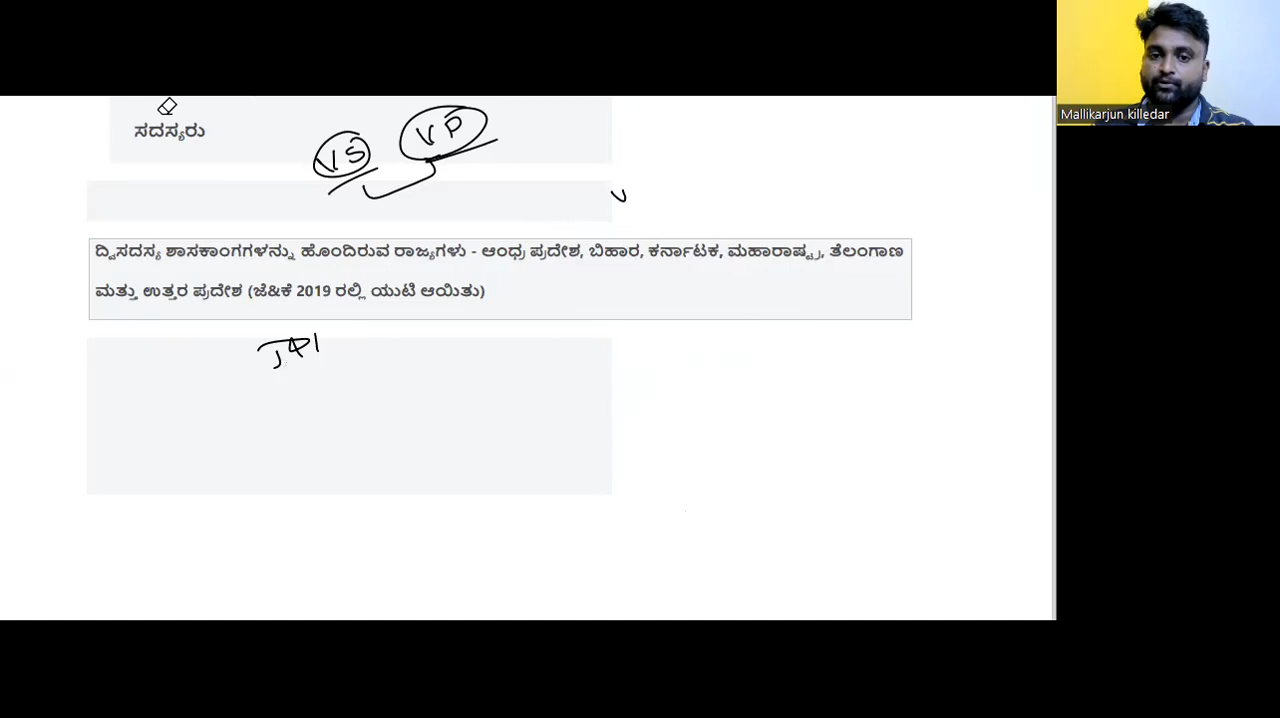 Mallikarjun killedar
ಸದಸ್ಯರು
VS VP
ದ್ವಿಸದಸ್ಯ ಶಾಸಕಾಂಗಗಳನ್ನು ಹೊಂದಿರುವ ರಾಜ್ಯಗಳು - ಆಂಧ್ರ ಪ್ರದೇಶ, ಬಿಹಾರ, ಕರ್ನಾಟಕ, ಮಹಾರಾಷ್ಟ್ರ, ತೆಲಂಗಾಣ
ಮತ್ತು ಉತ್ತರ ಪ್ರದೇಶ (ಜೆ&ಕೆ 2019 ರಲ್ಲಿ ಯುಟಿ ಆಯಿತು)